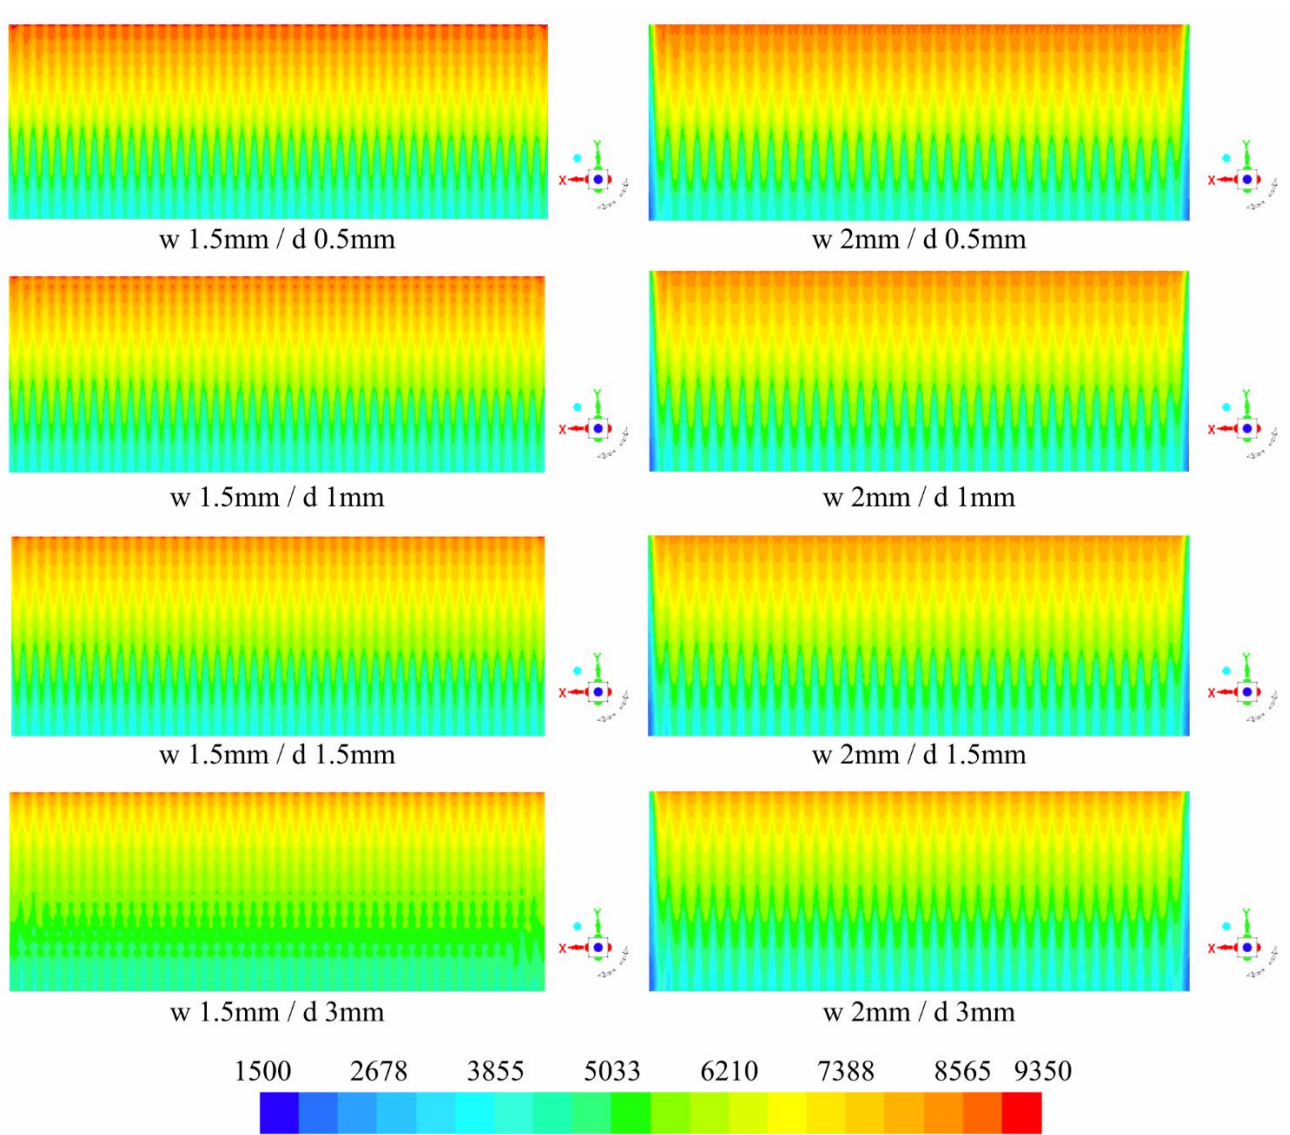 Y
X
Y
X
w 1.5mm / d 0.5mm
w 2mm / d 0.5mm
Y
X
Y
X
w 1.5mm / d 1mm
w 2mm / d 1mm
Y
X
Y
X
w 1.5mm / d 1.5mm
w 2mm / d 1.5mm
Y
X
Y
X
w 1.5mm / d 3mm
w 2mm / d 3mm
1500 2678 3855 5033 6210 7388 8565 9350